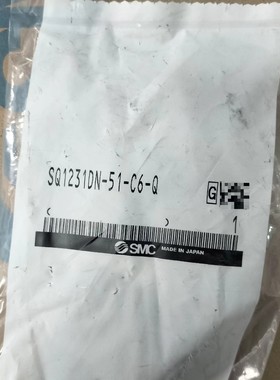 SQ1231DN-51-C6-Q
G
( ) 1
SMC MADE IN JAPAN